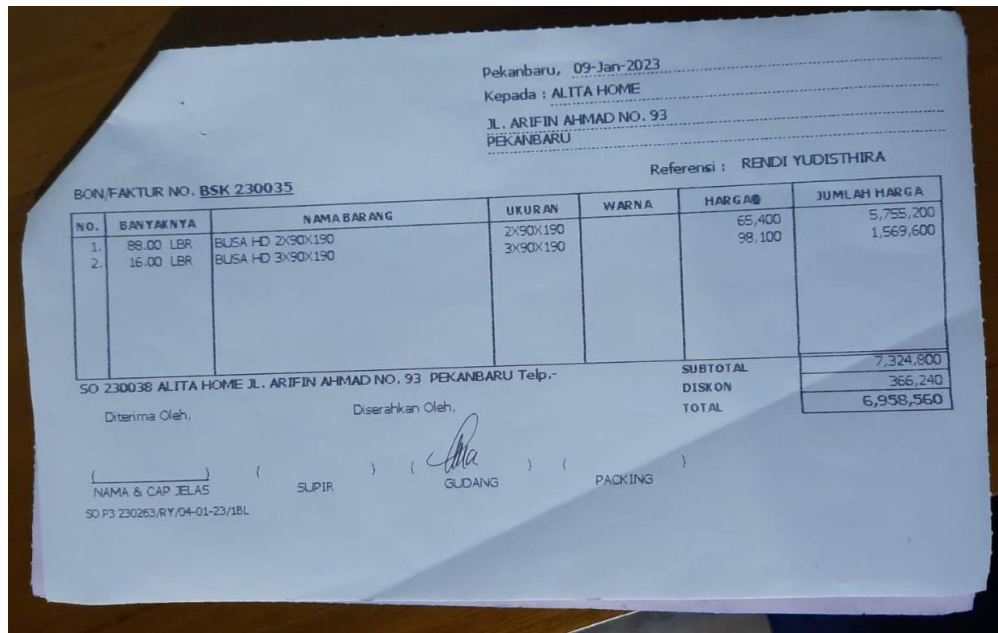 Pekanbaru, 09-Jan-2023
Kepada : ALITA HOME
JL. ARIFIN AHMAD NO. 93
PEKANBARU
Referensi : RENDI YUDISTHIRA
BON/FAKTUR NO. BSK 230035
NO. BANYAKNYA NAMA BARANG UKURAN WARNA HARGA@ JUMLAH HARGA
1. 88.00 LBR BUSA HD 2X90X190 2X90X190 65,400 5,755,200
2. 16.00 LBR BUSA HD 3X90X190 3X90X190 98,100 1,569,600
SO 230038 ALITA HOME JL. ARIFIN AHMAD NO. 93 PEKANBARU Telp.-
SUBTOTAL 7,324,800
DISKON 366,240
TOTAL 6,958,560
Diterima Oleh, Diserahkan Oleh,
( ) ( ) ( ) ( )
NAMA & CAP JELAS SUPIR GUDANG PACKING
SO.P3 230263/RY/04-01-23/1BL